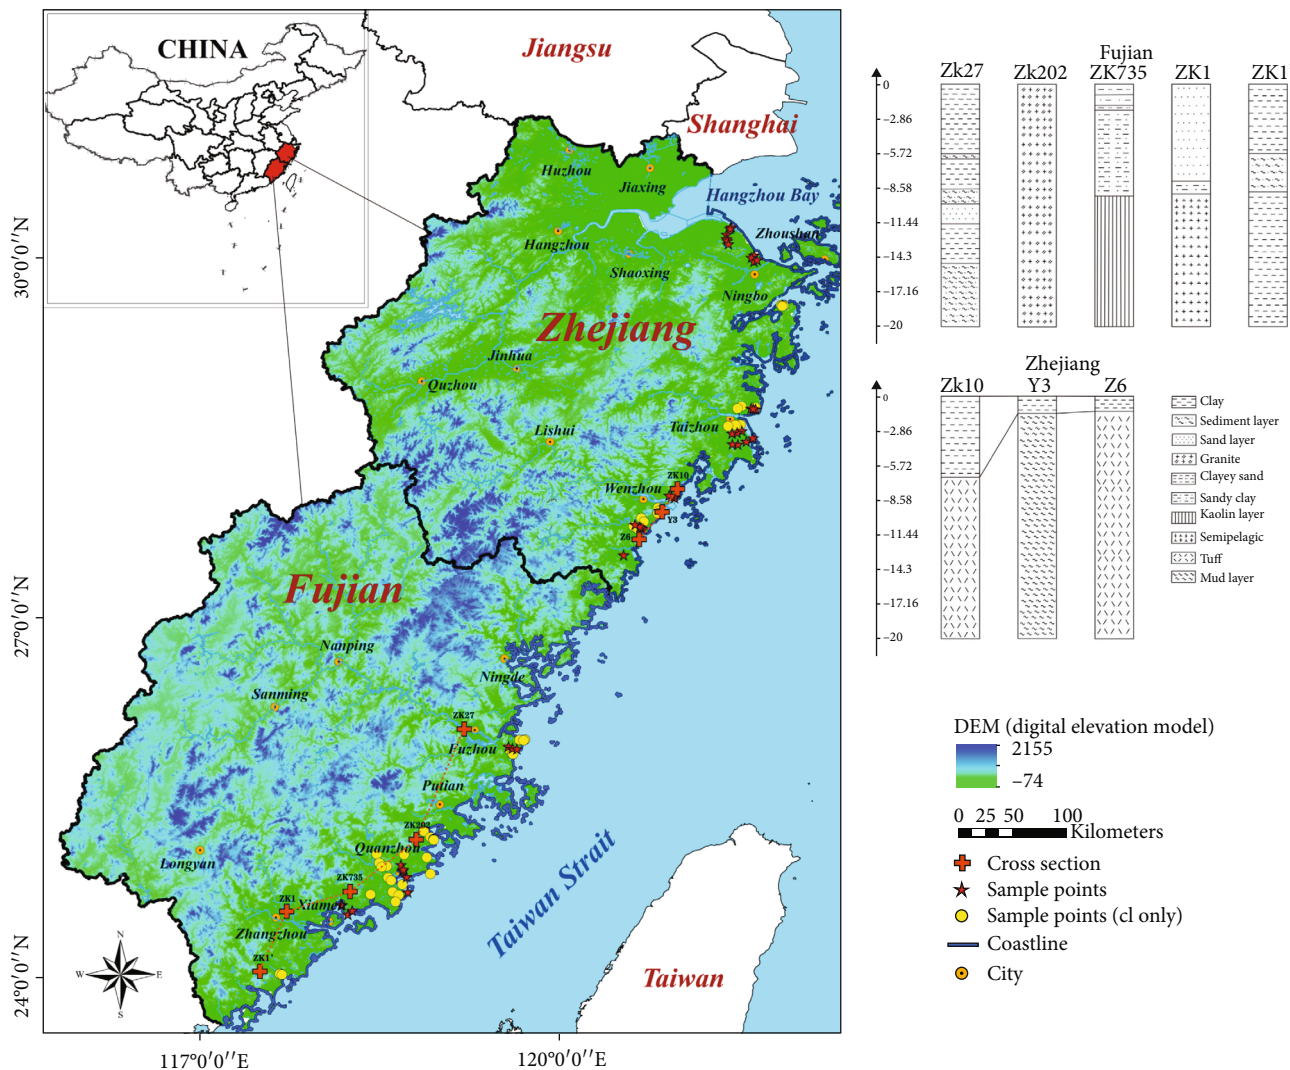 CHINA
Jiangsu
Shanghai
Huzhou
Jiaxing
Hangzhou Bay
Zhoushan
Hangzhou
Shaoxing
Ningbo
Zhejiang
Jinhua
Quzhou
Lishui
Taizhou
ZK10
Wenzhou
Y3
Z6
Fujian
Nanping
Ningde
Sanming
ZK27
Fuzhou
Putian
ZK202
Quanzhou
Longyan
ZK735
ZK1
Xiamen
Zhangzhou
ZK1'
Taiwan Strait
Taiwan
N
W E
S
30°0'0''N
27°0'0''N
24°0'0''N
117°0'0''E
120°0'0''E
Fujian
Zk27 Zk202 ZK735 ZK1 ZK1'
0
−2.86
−5.72
−8.58
−11.44
−14.3
−17.16
−20
Zhejiang
Zk10 Y3 Z6
0
−2.86
−5.72
−8.58
−11.44
−14.3
−17.16
−20
Clay
Sediment layer
Sand layer
Granite
Clayey sand
Sandy clay
Kaolin layer
Semipelagic
Tuff
Mud layer
DEM (digital elevation model)
2155
−74
0 25 50 100
Kilometers
Cross section
Sample points
Sample points (cl only)
Coastline
City